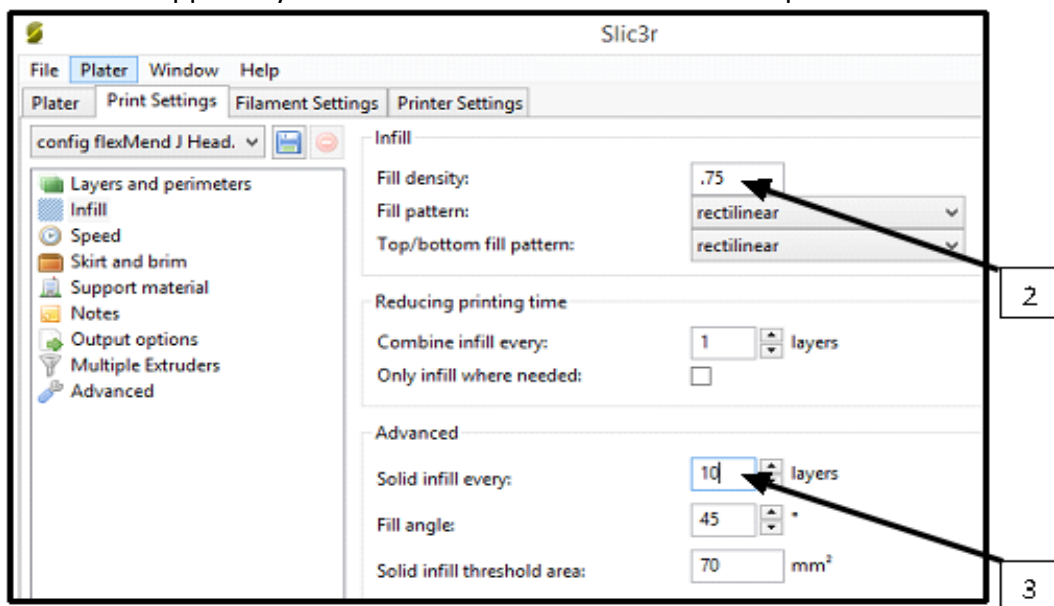 Slic3r
File Plater Window Help
Plater Print Settings Filament Settings Printer Settings
config flexMend J Head.
Layers and perimeters
Infill
Speed
Skirt and brim
Support material
Notes
Output options
Multiple Extruders
Advanced
Infill
Fill density: .75
Fill pattern: rectilinear
Top/bottom fill pattern: rectilinear
Reducing printing time
Combine infill every: 1 layers
Only infill where needed:
Advanced
Solid infill every: 10 layers
Fill angle: 45 °
Solid infill threshold area: 70 mm²
2
3